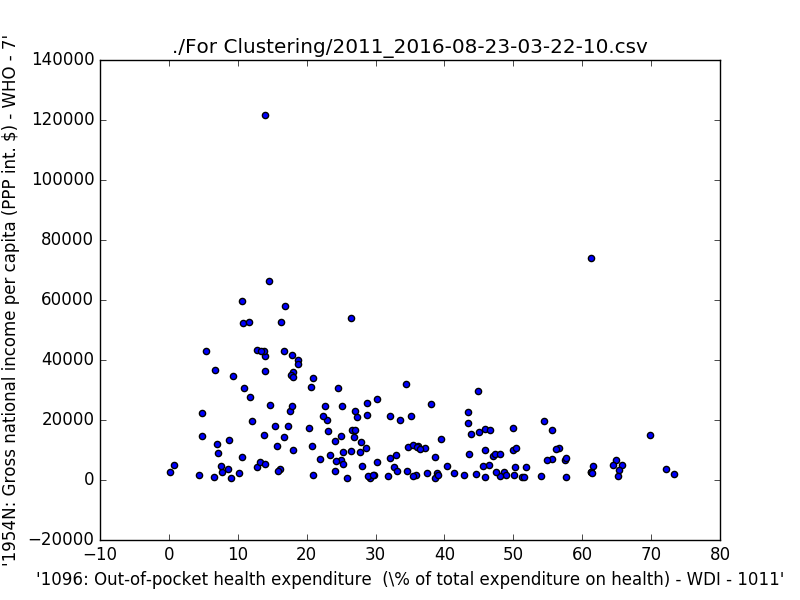 ./For Clustering/2011_2016-08-23-03-22-10.csv
'1954N: Gross national income per capita (PPP int. $) - WHO - 7'
140000
120000
100000
80000
60000
40000
20000
0
−20000
−10 0 10 20 30 40 50 60 70 80
'1096: Out-of-pocket health expenditure  (\% of total expenditure on health) - WDI - 1011'